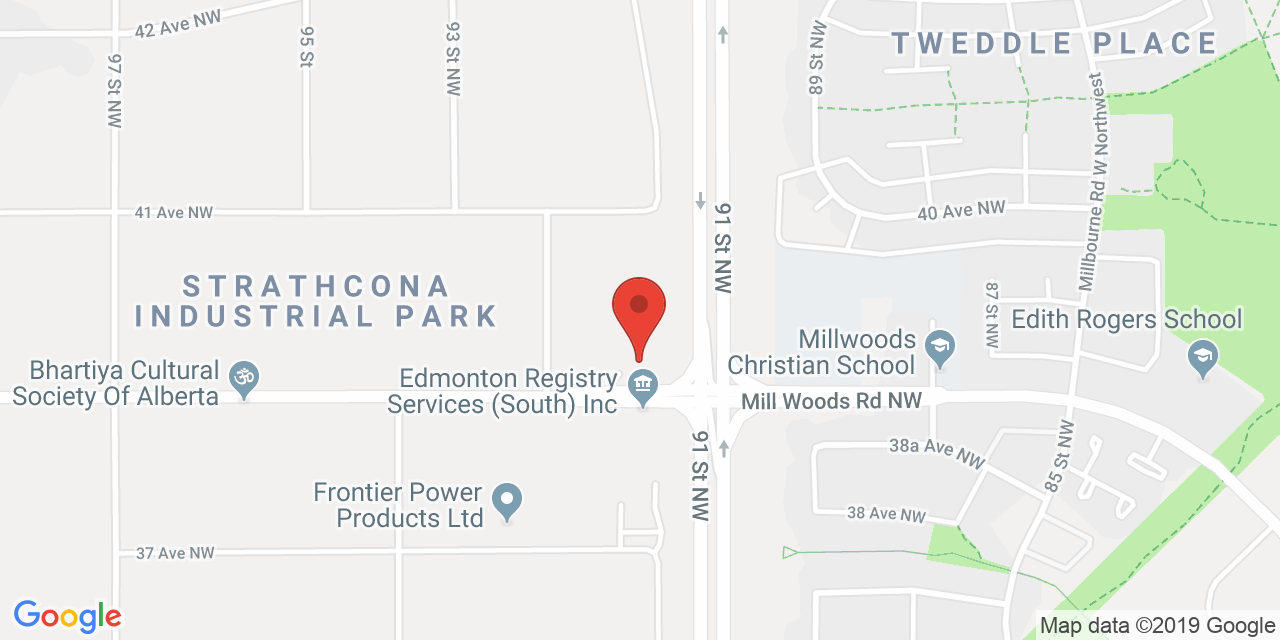 42 Ave NW
97 St NW
95 St
93 St NW
91 St NW
89 St NW
TWEDDLE PLACE
Millbourne Rd W Northwest
41 Ave NW
40 Ave NW
STRATHCONA
INDUSTRIAL PARK
87 St NW
Edith Rogers School
Millwoods
Christian School
Bhartiya Cultural
Society Of Alberta
Edmonton Registry
Services (South) Inc
Mill Woods Rd NW
91 St NW
38a Ave NW
85 St NW
Frontier Power
Products Ltd
38 Ave NW
37 Ave NW
Google
Map data ©2019 Google